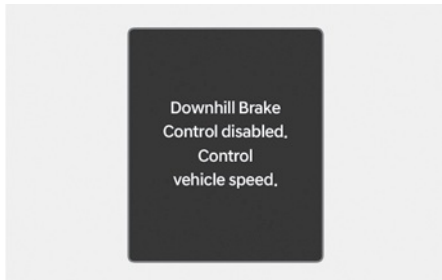 Downhill Brake
Control disabled.
Control
vehicle speed.